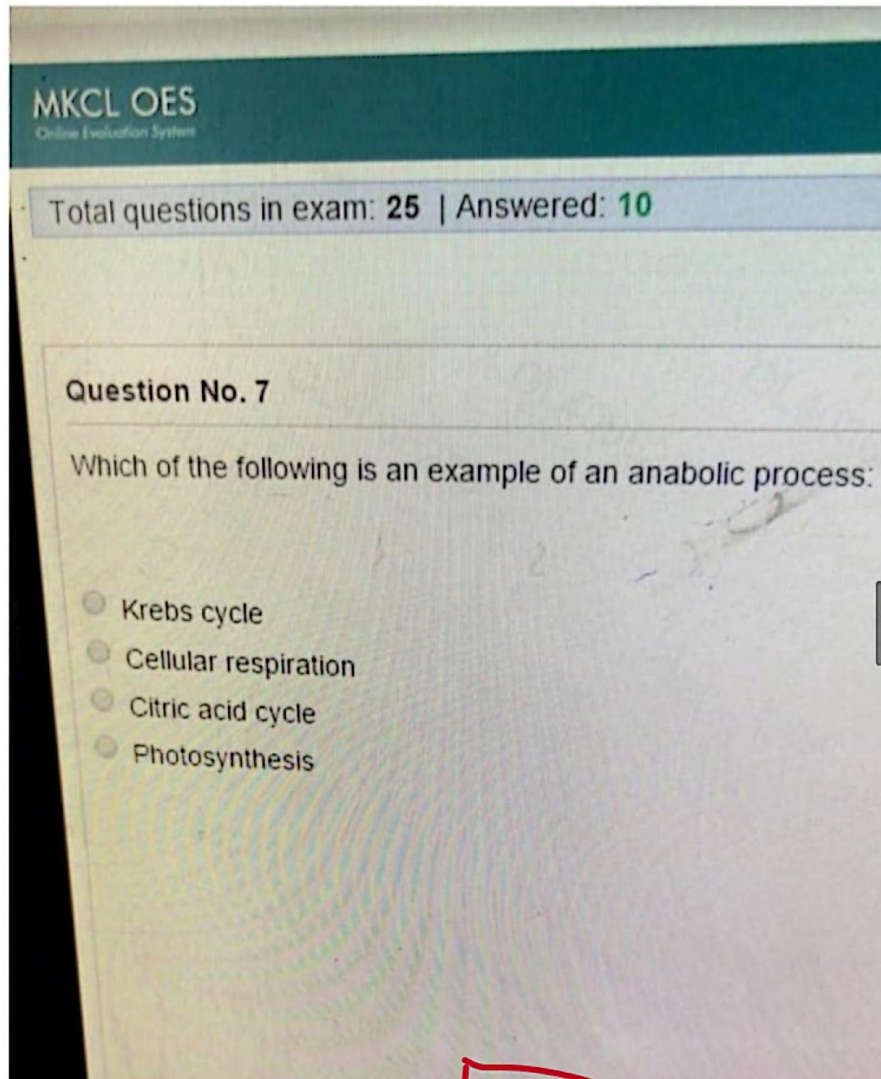 MKCL OES
Online Evaluation System
Total questions in exam: 25 | Answered: 10
Question No. 7
Which of the following is an example of an anabolic process:
Krebs cycle
Cellular respiration
Citric acid cycle
Photosynthesis